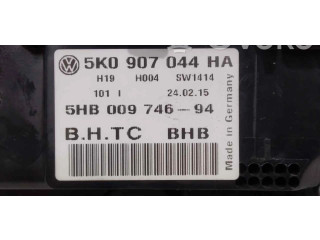 5K0 907 044 HA
H19 H004 SW1414
101 I 24.02.15
5HB 009 746-94
B.H.TC BHB
Made in Germany